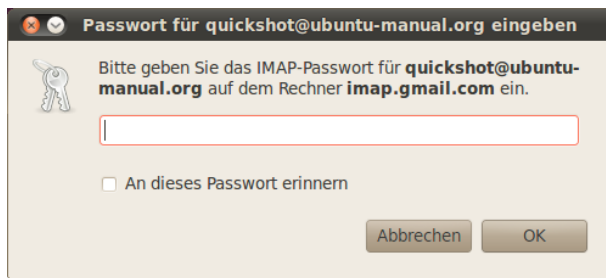 Passwort für quickshot@ubuntu-manual.org eingeben
Bitte geben Sie das IMAP-Passwort für quickshot@ubuntu-
manual.org auf dem Rechner imap.gmail.com ein.
An dieses Passwort erinnern
Abbrechen OK